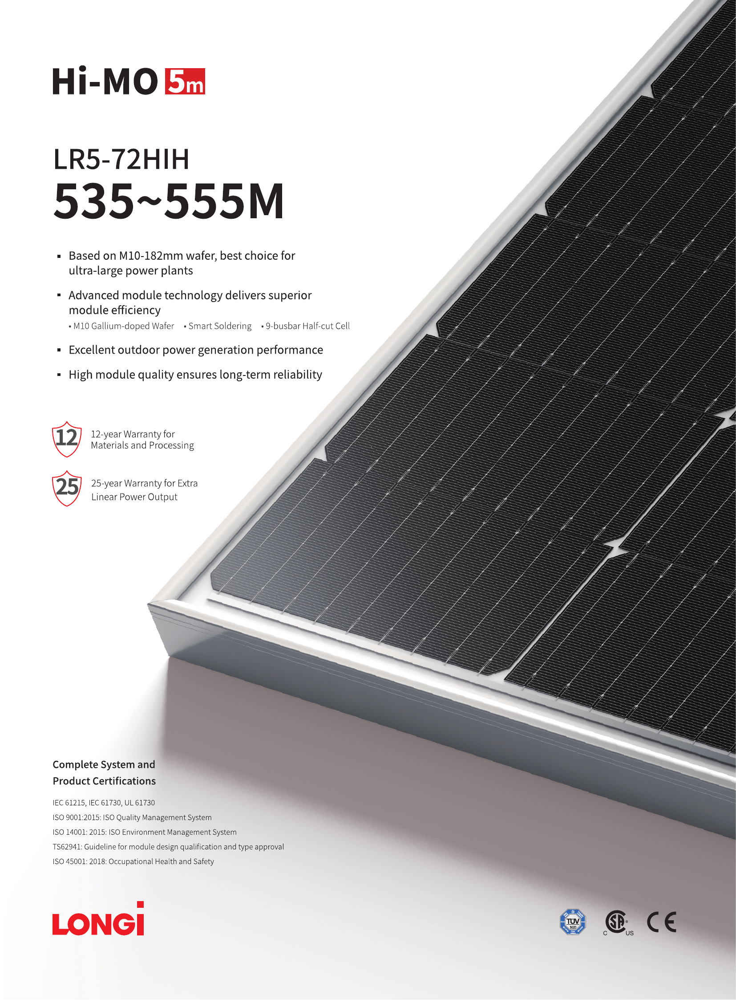 Hi-MO 5m
LR5-72HIH
535~555M
▪ Based on M10-182mm wafer, best choice for
ultra-large power plants
▪ Advanced module technology delivers superior
module efficiency
• M10 Gallium-doped Wafer • Smart Soldering • 9-busbar Half-cut Cell
▪ Excellent outdoor power generation performance
▪ High module quality ensures long-term reliability
12
12-year Warranty for
Materials and Processing
25
25-year Warranty for Extra
Linear Power Output
Complete System and
Product Certifications
IEC 61215, IEC 61730, UL 61730
ISO 9001:2015: ISO Quality Management System
ISO 14001: 2015: ISO Environment Management System
TS62941: Guideline for module design qualification and type approval
ISO 45001: 2018: Occupational Health and Safety
LONGi
TÜV
SÜD
C SA® US
CE